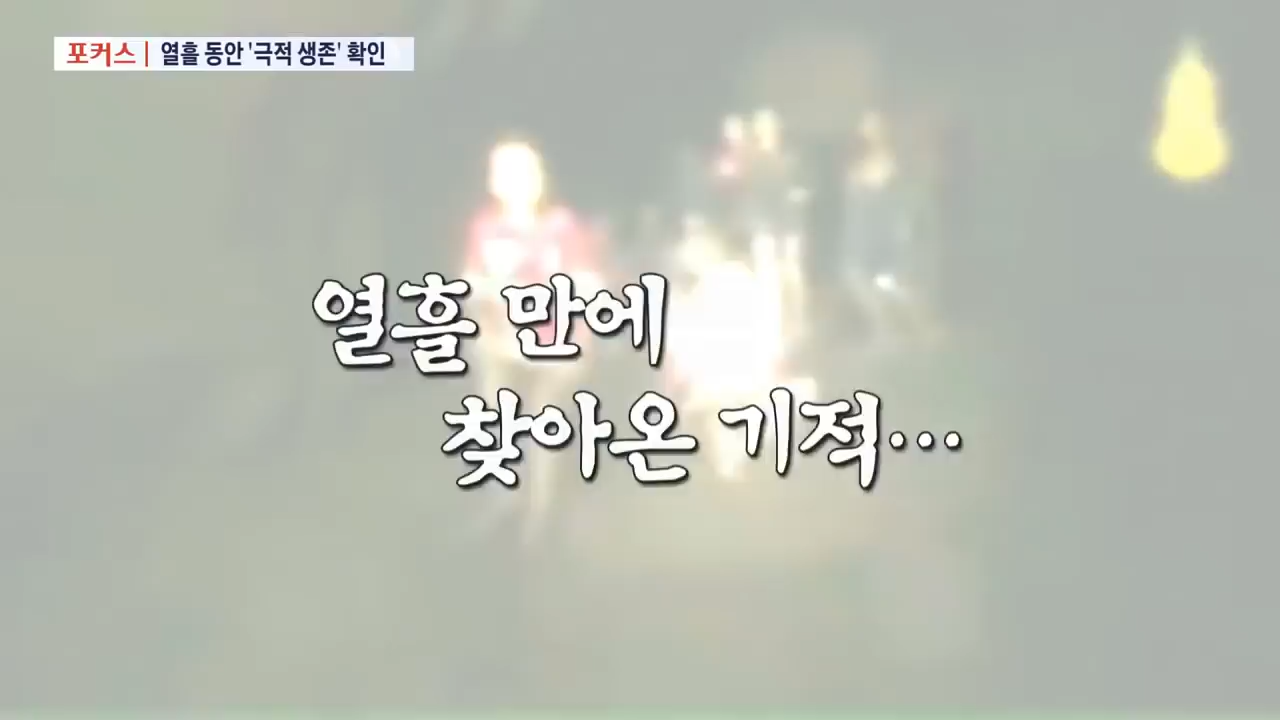 포커스 | 열흘 동안 '극적 생존' 확인
열흘 만에
찾아온 기적…